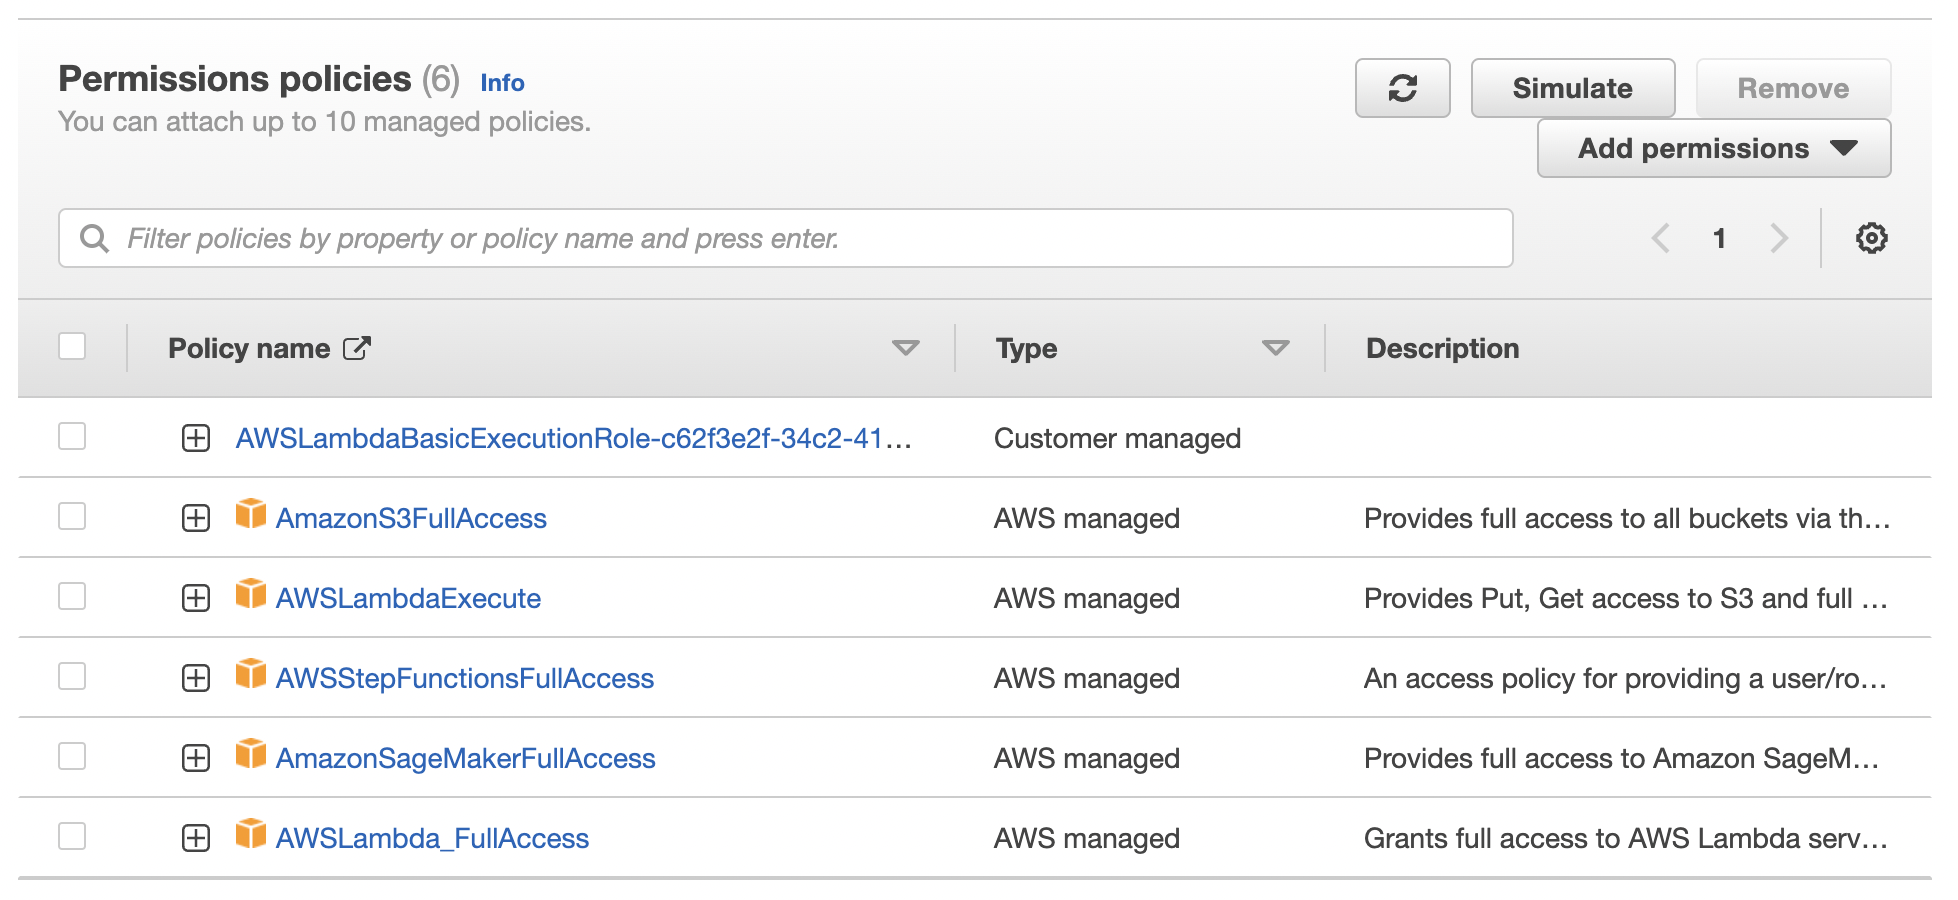 Permissions policies (6) Info
You can attach up to 10 managed policies.
Simulate
Remove
Add permissions
Filter policies by property or policy name and press enter.
1
Policy name Type Description
AWSLambdaBasicExecutionRole-c62f3e2f-34c2-41... Customer managed
AmazonS3FullAccess AWS managed Provides full access to all buckets via th...
AWSLambdaExecute AWS managed Provides Put, Get access to S3 and full ...
AWSStepFunctionsFullAccess AWS managed An access policy for providing a user/ro...
AmazonSageMakerFullAccess AWS managed Provides full access to Amazon SageM...
AWSLambda_FullAccess AWS managed Grants full access to AWS Lambda serv...